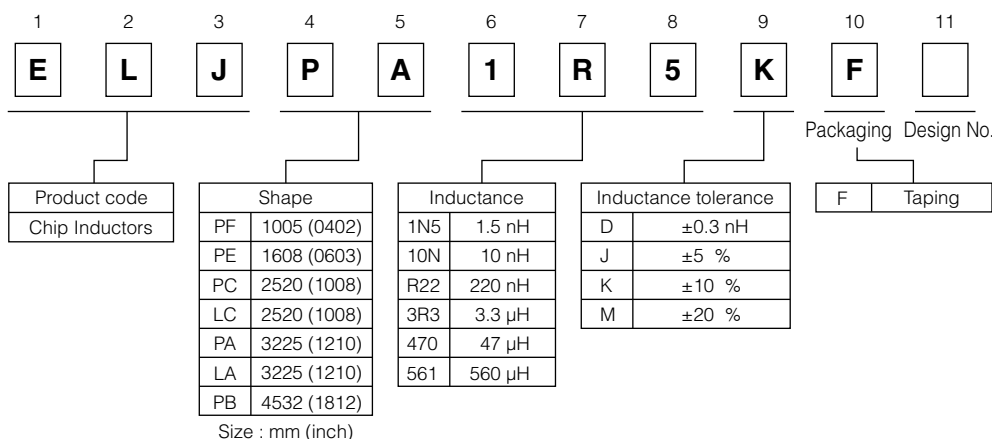 1 2 3 4 5 6 7 8 9 10 11
E L J P A 1 R 5 K F
Packaging Design No.
Product code
Chip Inductors
Shape
PF 1005 (0402)
PE 1608 (0603)
PC 2520 (1008)
LC 2520 (1008)
PA 3225 (1210)
LA 3225 (1210)
PB 4532 (1812)
Size : mm (inch)
Inductance
1N5 1.5 nH
10N 10 nH
R22 220 nH
3R3 3.3 µH
470 47 µH
561 560 µH
Inductance tolerance
D ±0.3 nH
J ±5 %
K ±10 %
M ±20 %
F Taping